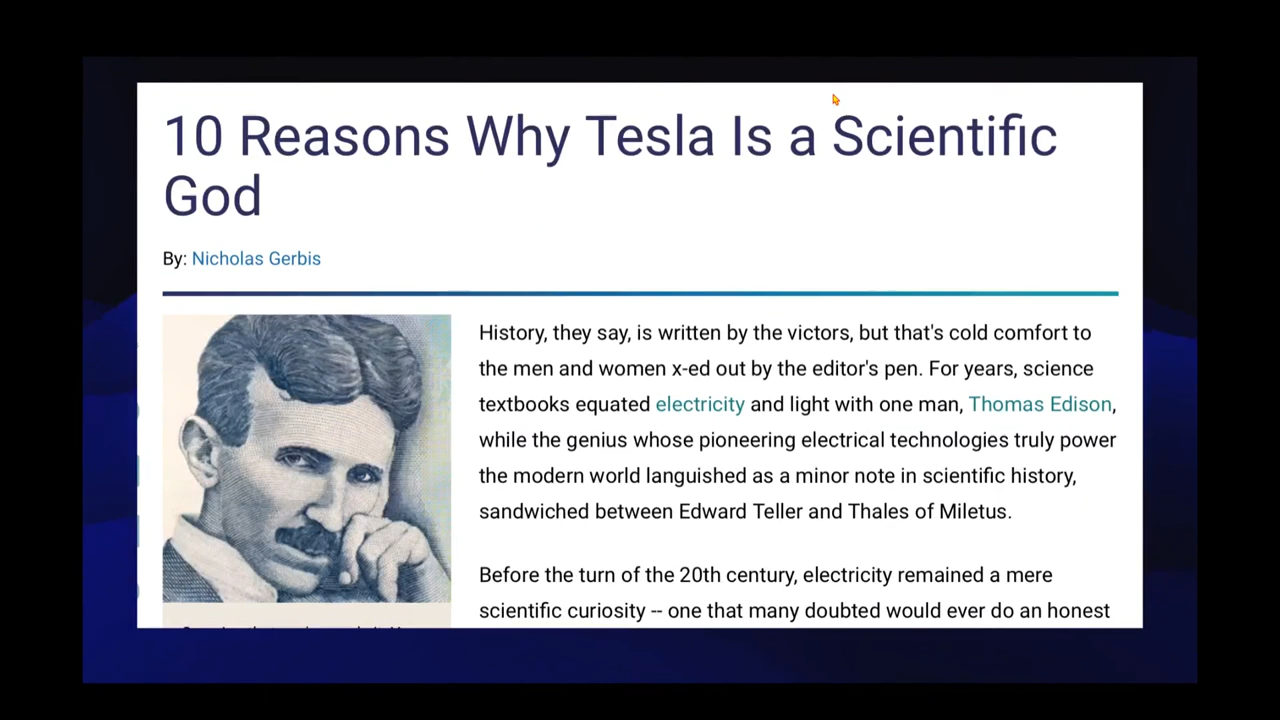 10 Reasons Why Tesla Is a Scientific
God
By: Nicholas Gerbis
History, they say, is written by the victors, but that's cold comfort to
the men and women x-ed out by the editor's pen. For years, science
textbooks equated electricity and light with one man, Thomas Edison,
while the genius whose pioneering electrical technologies truly power
the modern world languished as a minor note in scientific history,
sandwiched between Edward Teller and Thales of Miletus.
Before the turn of the 20th century, electricity remained a mere
scientific curiosity -- one that many doubted would ever do an honest